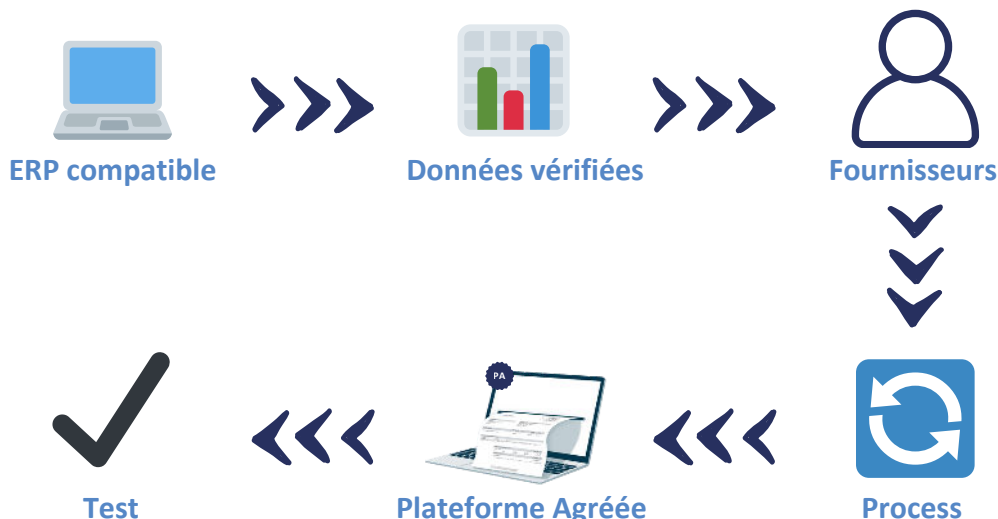 ERP compatible
Données vérifiées
Fournisseurs
PA
Test
Plateforme Agréée
Process